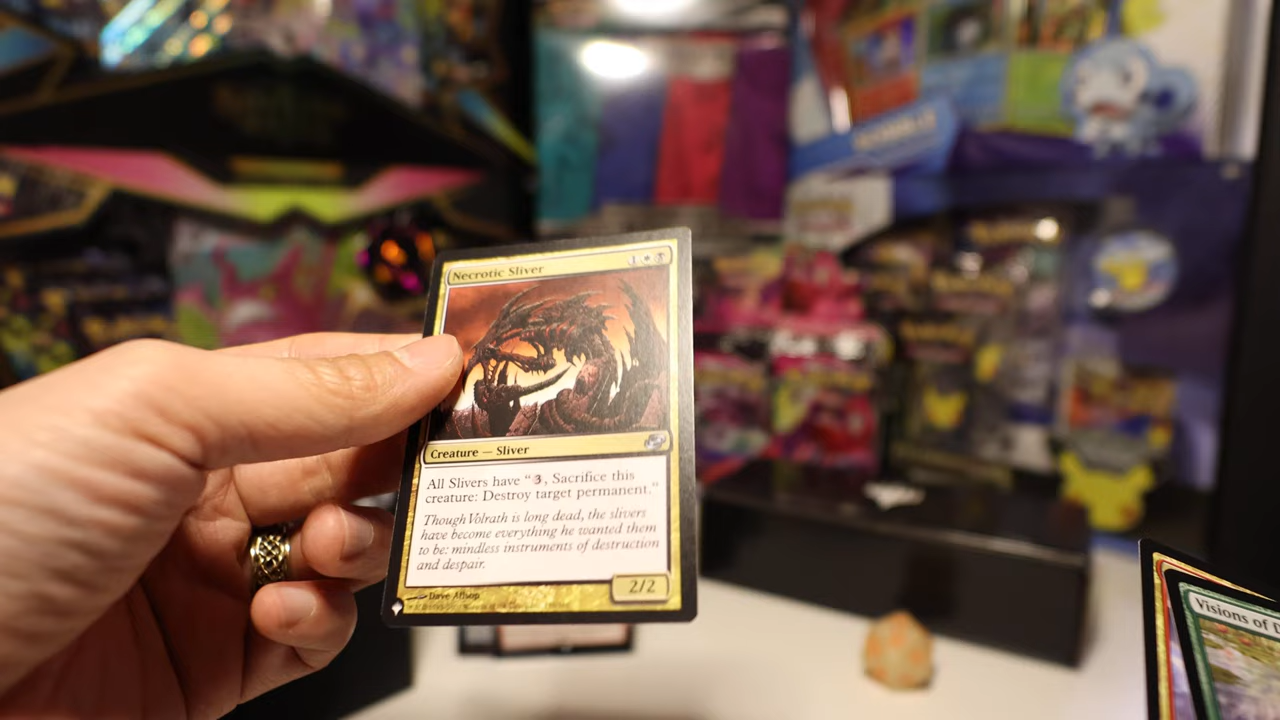 Necrotic Sliver
1
Creature — Sliver
All Slivers have "3, Sacrifice this
creature: Destroy target permanent."
Though Volrath is long dead, the slivers
have become everything he wanted them
to be: mindless instruments of destruction
and despair.
2/2
Dave Allsop
Visions of D